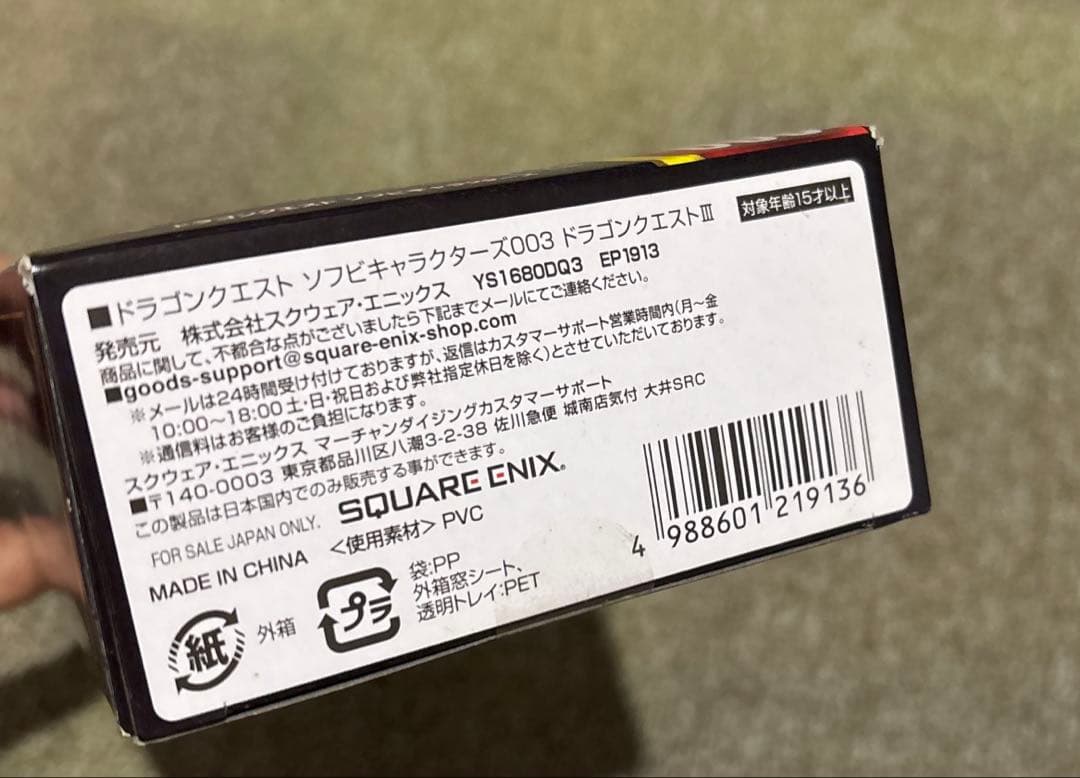 ■ドラゴンクエスト ソフビキャラクターズ003 ドラゴンクエストⅢ
対象年齢15才以上
発売元 株式会社スクウェア・エニックス YS1680DQ3 EP1913
商品に関して、不都合な点がございましたら下記までメールにてご連絡ください。
■goods-support@square-enix-shop.com
※メールは24時間受け付けておりますが、返信はカスタマーサポート営業時間内(月~金
10:00~18:00 土・日・祝日および弊社指定休日を除く)とさせていただいております。
※通信料はお客様のご負担になります。
スクウェア・エニックス マーチャンダイジングカスタマーサポート
■〒140-0003 東京都品川区八潮3-2-38 佐川急便 城南店気付 大井SRC
この製品は日本国内でのみ販売する事ができます。
FOR SALE JAPAN ONLY.
SQUARE ENIX.
MADE IN CHINA
<使用素材> PVC
紙
外箱
プラ
袋:PP
外箱窓シート、
透明トレイ:PET
4 988601 219136